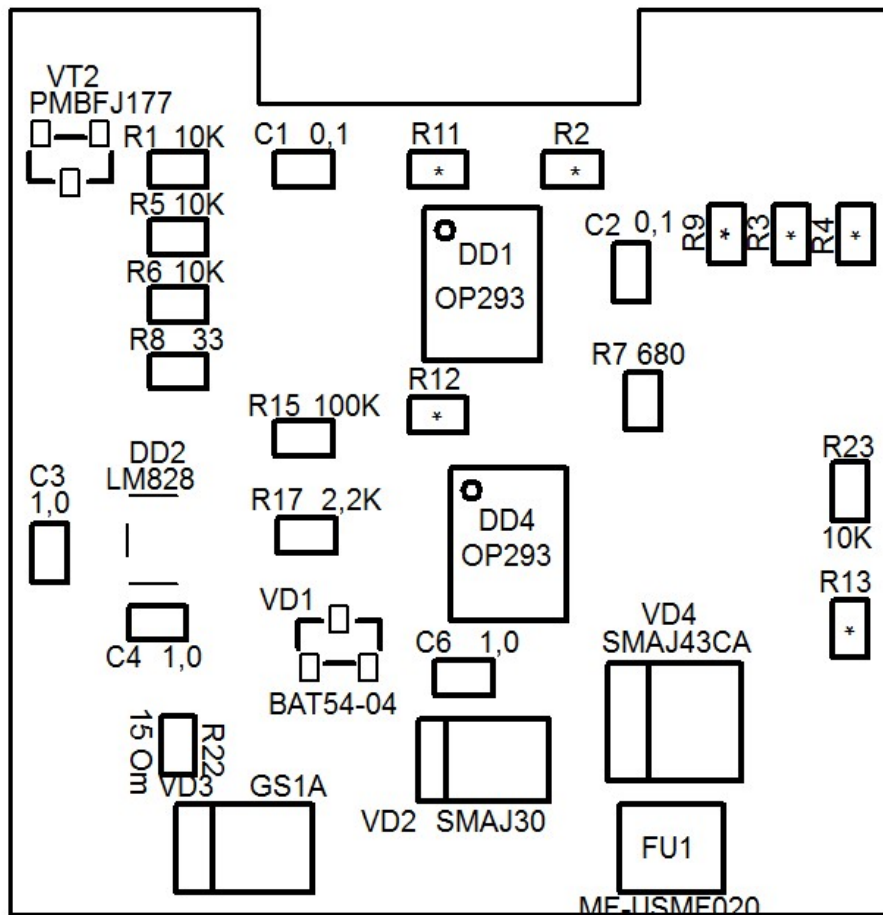 VT2
PMBFJ177
R1 10K
C1 0,1
R11
*
R2
*
R5 10K
DD1
OP293
C2 0,1
R9
*
R3
*
R4
*
R6 10K
R8 33
R7 680
R12
*
R15 100K
DD2
LM828
C3
1,0
R17 2,2K
DD4
OP293
R23
10K
R13
*
VD1
BAT54-04
C4 1,0
C6 1,0
VD4
SMAJ43CA
R22
15 Om
VD3 GS1A
VD2 SMAJ30
FU1
MF-USMF020